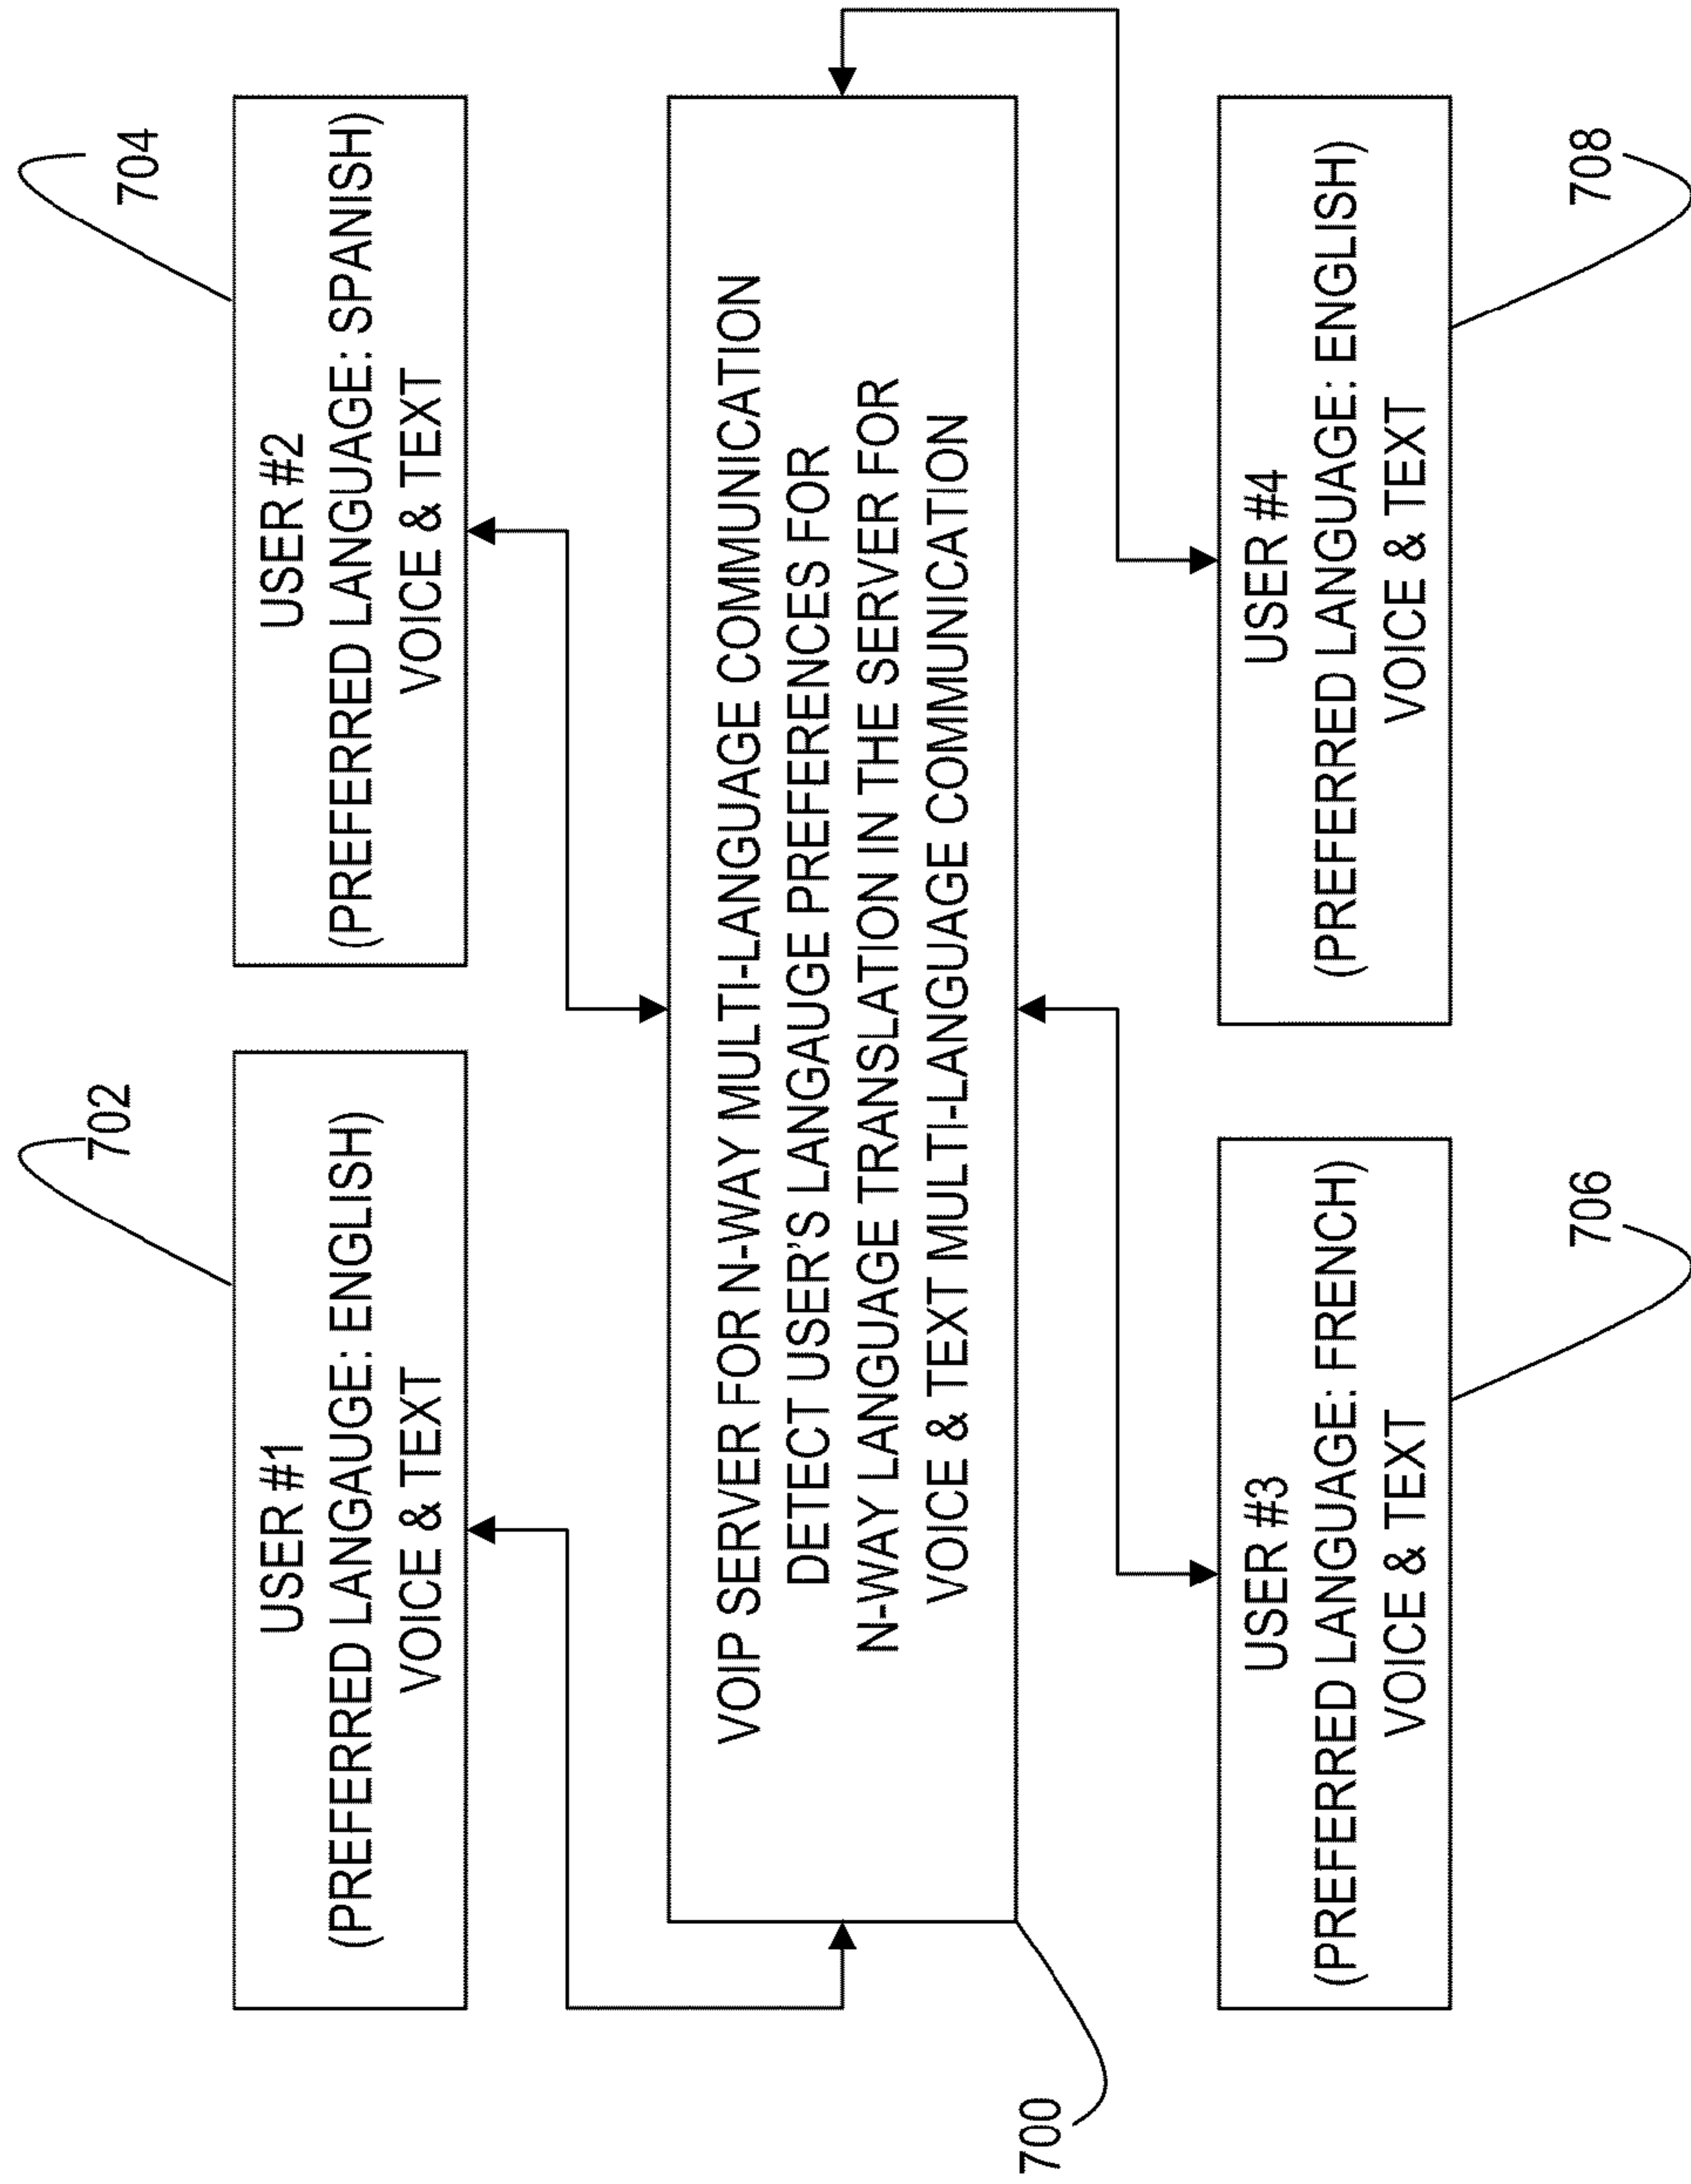 702
USER #1
(PREFERRED LANGAUGE: ENGLISH)
VOICE & TEXT
704
USER #2
(PREFERRED LANGUAGE: SPANISH)
VOICE & TEXT
VOIP SERVER FOR N-WAY MULTI-LANGUAGE COMMUNICATION
DETECT USER'S LANGAUGE PREFERENCES FOR
N-WAY LANGUAGE TRANSLATION IN THE SERVER FOR
VOICE & TEXT MULTI-LANGUAGE COMMUNICATION
700
USER #3
(PREFERRED LANGUAGE: FRENCH)
VOICE & TEXT
706
USER #4
(PREFERRED LANGUAGE: ENGLISH)
VOICE & TEXT
708